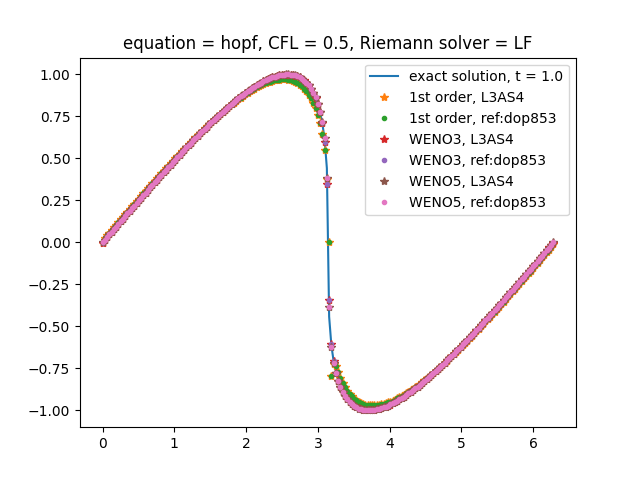 equation = hopf, CFL = 0.5, Riemann solver = LF
1.00
0.75
0.50
0.25
0.00
−0.25
−0.50
−0.75
−1.00
exact solution, t = 1.0
1st order, L3AS4
1st order, ref:dop853
WENO3, L3AS4
WENO3, ref:dop853
WENO5, L3AS4
WENO5, ref:dop853
0
1
2
3
4
5
6